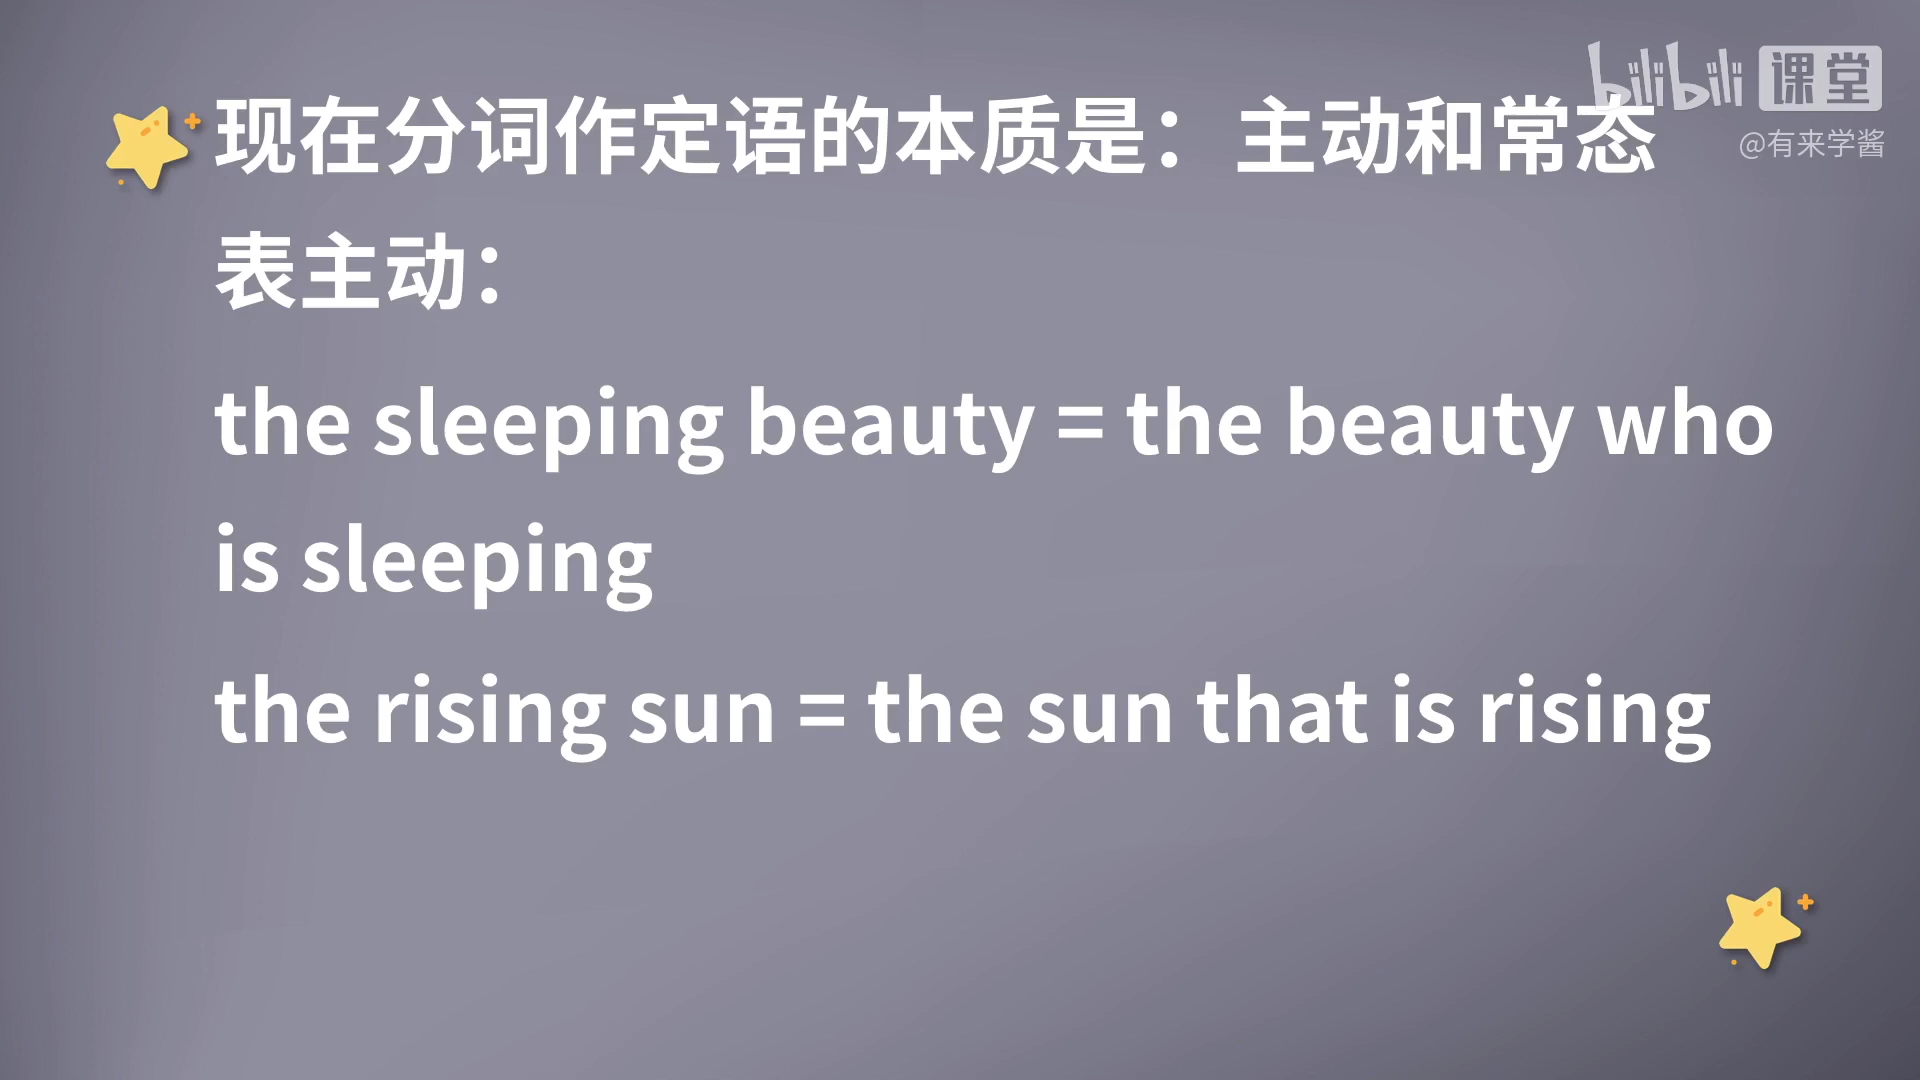 bilibili 课堂
@有来学酱
现在分词作定语的本质是：主动和常态
表主动：
the sleeping beauty = the beauty who
is sleeping
the rising sun = the sun that is rising